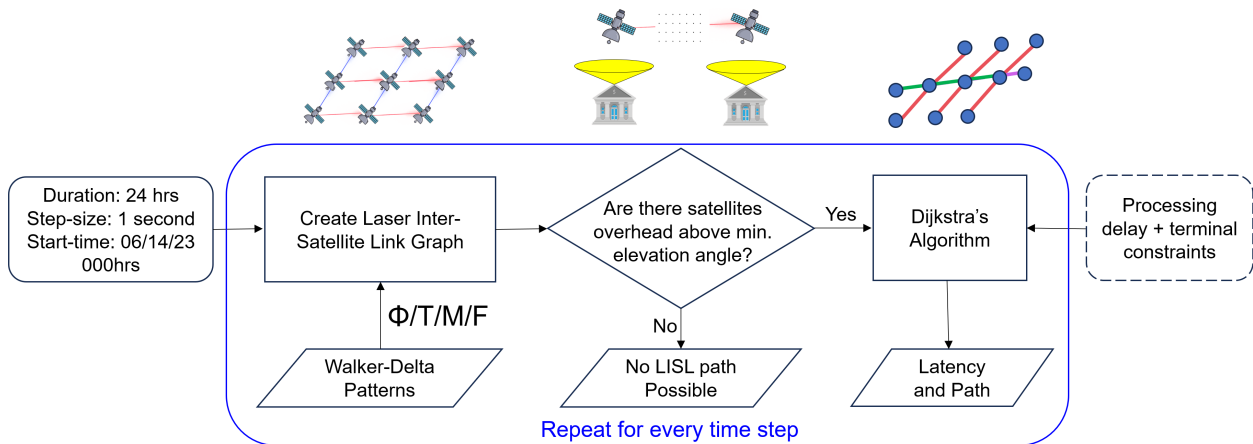 Duration: 24 hrs
Step-size: 1 second
Start-time: 06/14/23
000hrs
Create Laser Inter-
Satellite Link Graph
Φ/T/M/F
Walker-Delta
Patterns
Are there satellites
overhead above min.
elevation angle?
Yes
No
No LISL path
Possible
Dijkstra's
Algorithm
Latency
and Path
Processing
delay + terminal
constraints
Repeat for every time step